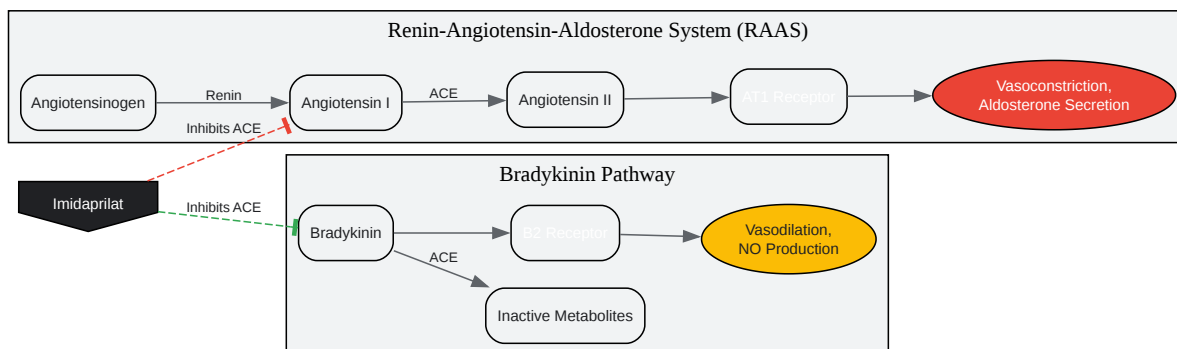 Renin-Angiotensin-Aldosterone System (RAAS)
Angiotensinogen
Renin
Angiotensin I
ACE
Angiotensin II
AT1 Receptor
Vasoconstriction,
Aldosterone Secretion
Inhibits ACE
Imidaprilat
Inhibits ACE
Bradykinin Pathway
Bradykinin
B2 Receptor
Vasodilation,
NO Production
ACE
Inactive Metabolites